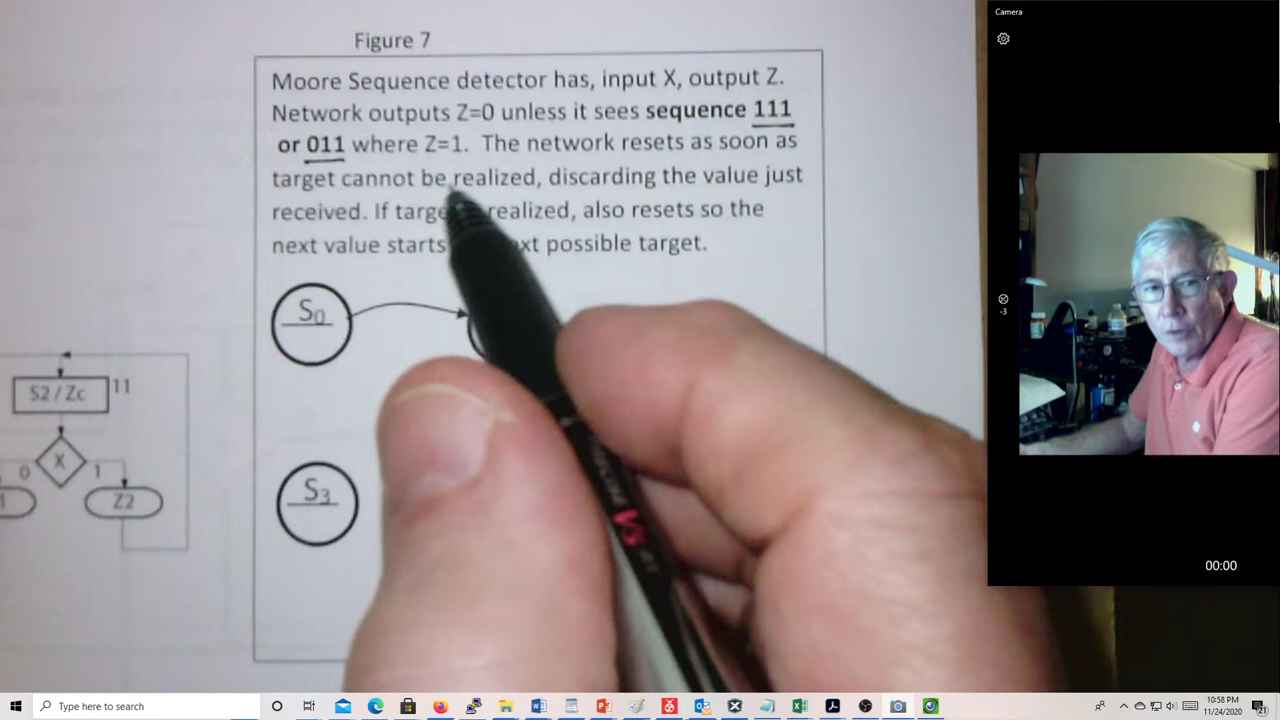 Camera
Figure 7
Moore Sequence detector has, input X, output Z.
Network outputs Z=0 unless it sees sequence 111
or 011 where Z=1. The network resets as soon as
target cannot be realized, discarding the value just
received. If realized, also resets so the
next value starts possible target.
S0
S2 / Zc
11
X
0
1
Z2
S3
-3
V5
00:00
Type here to search
10:58 PM
11/24/2020
21